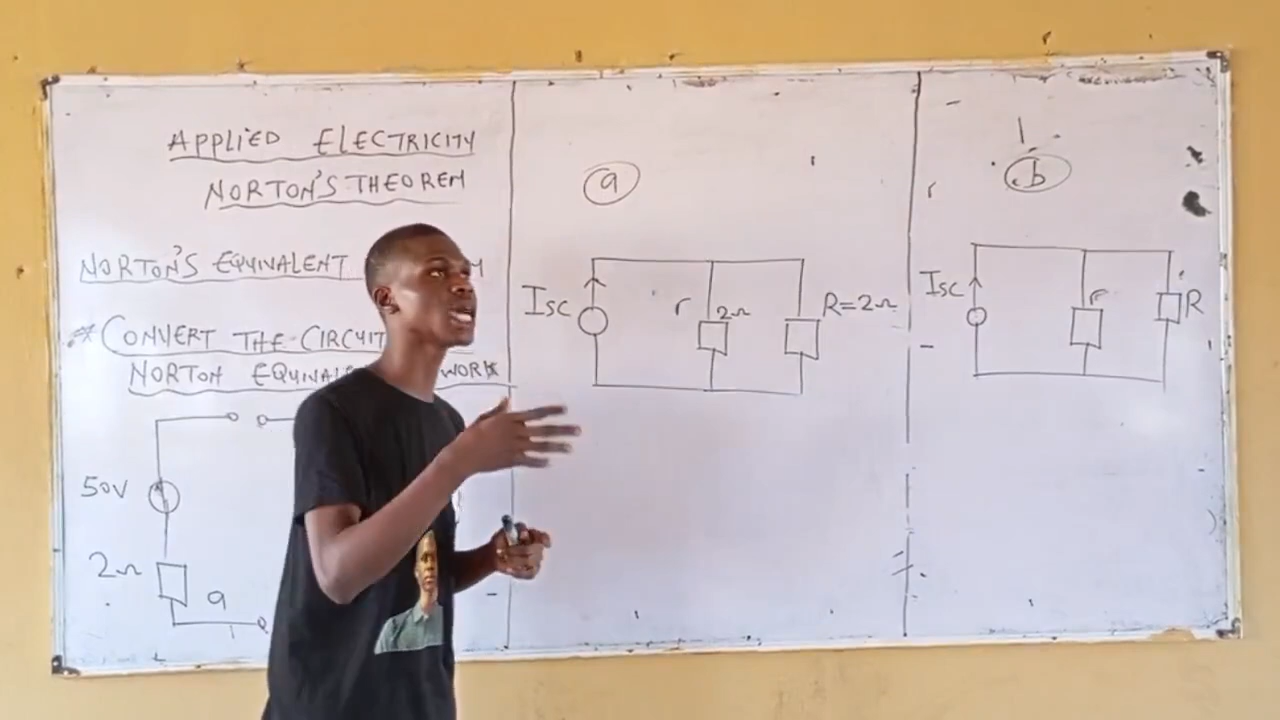 APPLIED ELECTRICITY
NORTON'S THEOREM
NORTON'S EQUIVALENT
*CONVERT THE CIRCUIT
NORTON
50V
2Ω
a
a
Isc
r
2Ω
R=2Ω
b
Isc
r
R